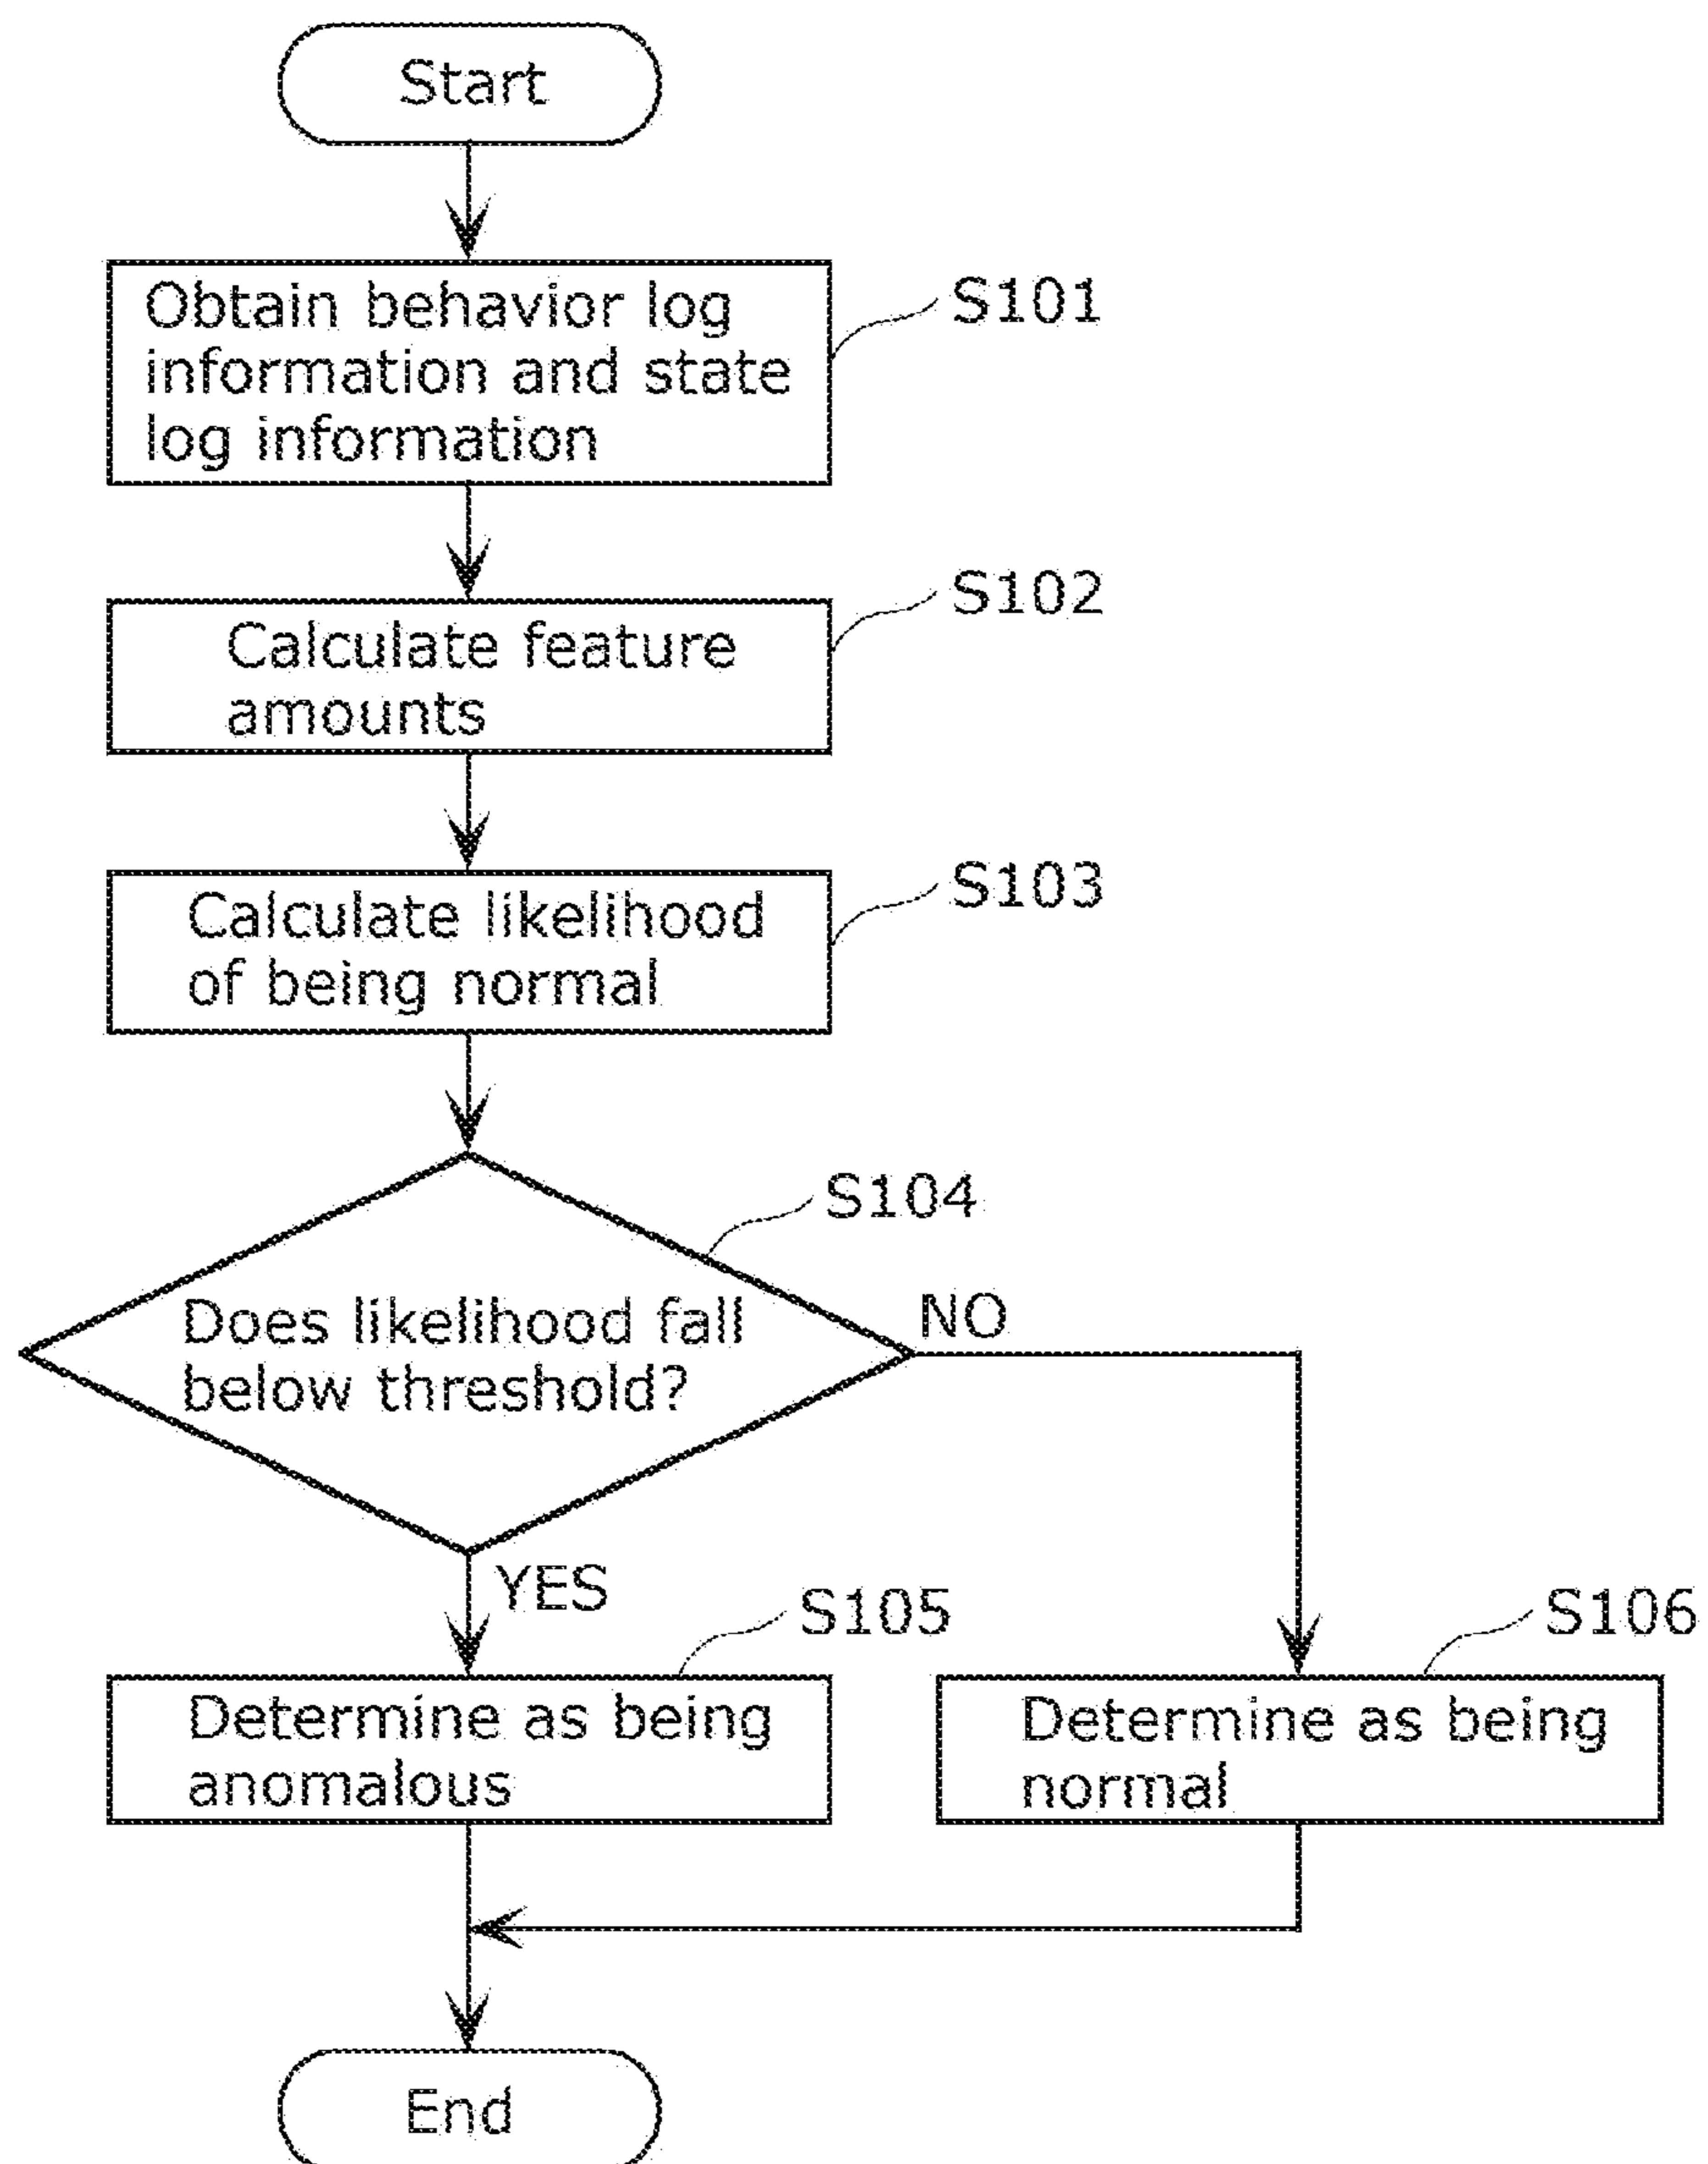 Start
Obtain behavior log
information and state
log information
S101
Calculate feature
amounts
S102
Calculate likelihood
of being normal
S103
Does likelihood fall
below threshold?
S104
NO
YES
Determine as being
anomalous
S105
Determine as being
normal
S106
End